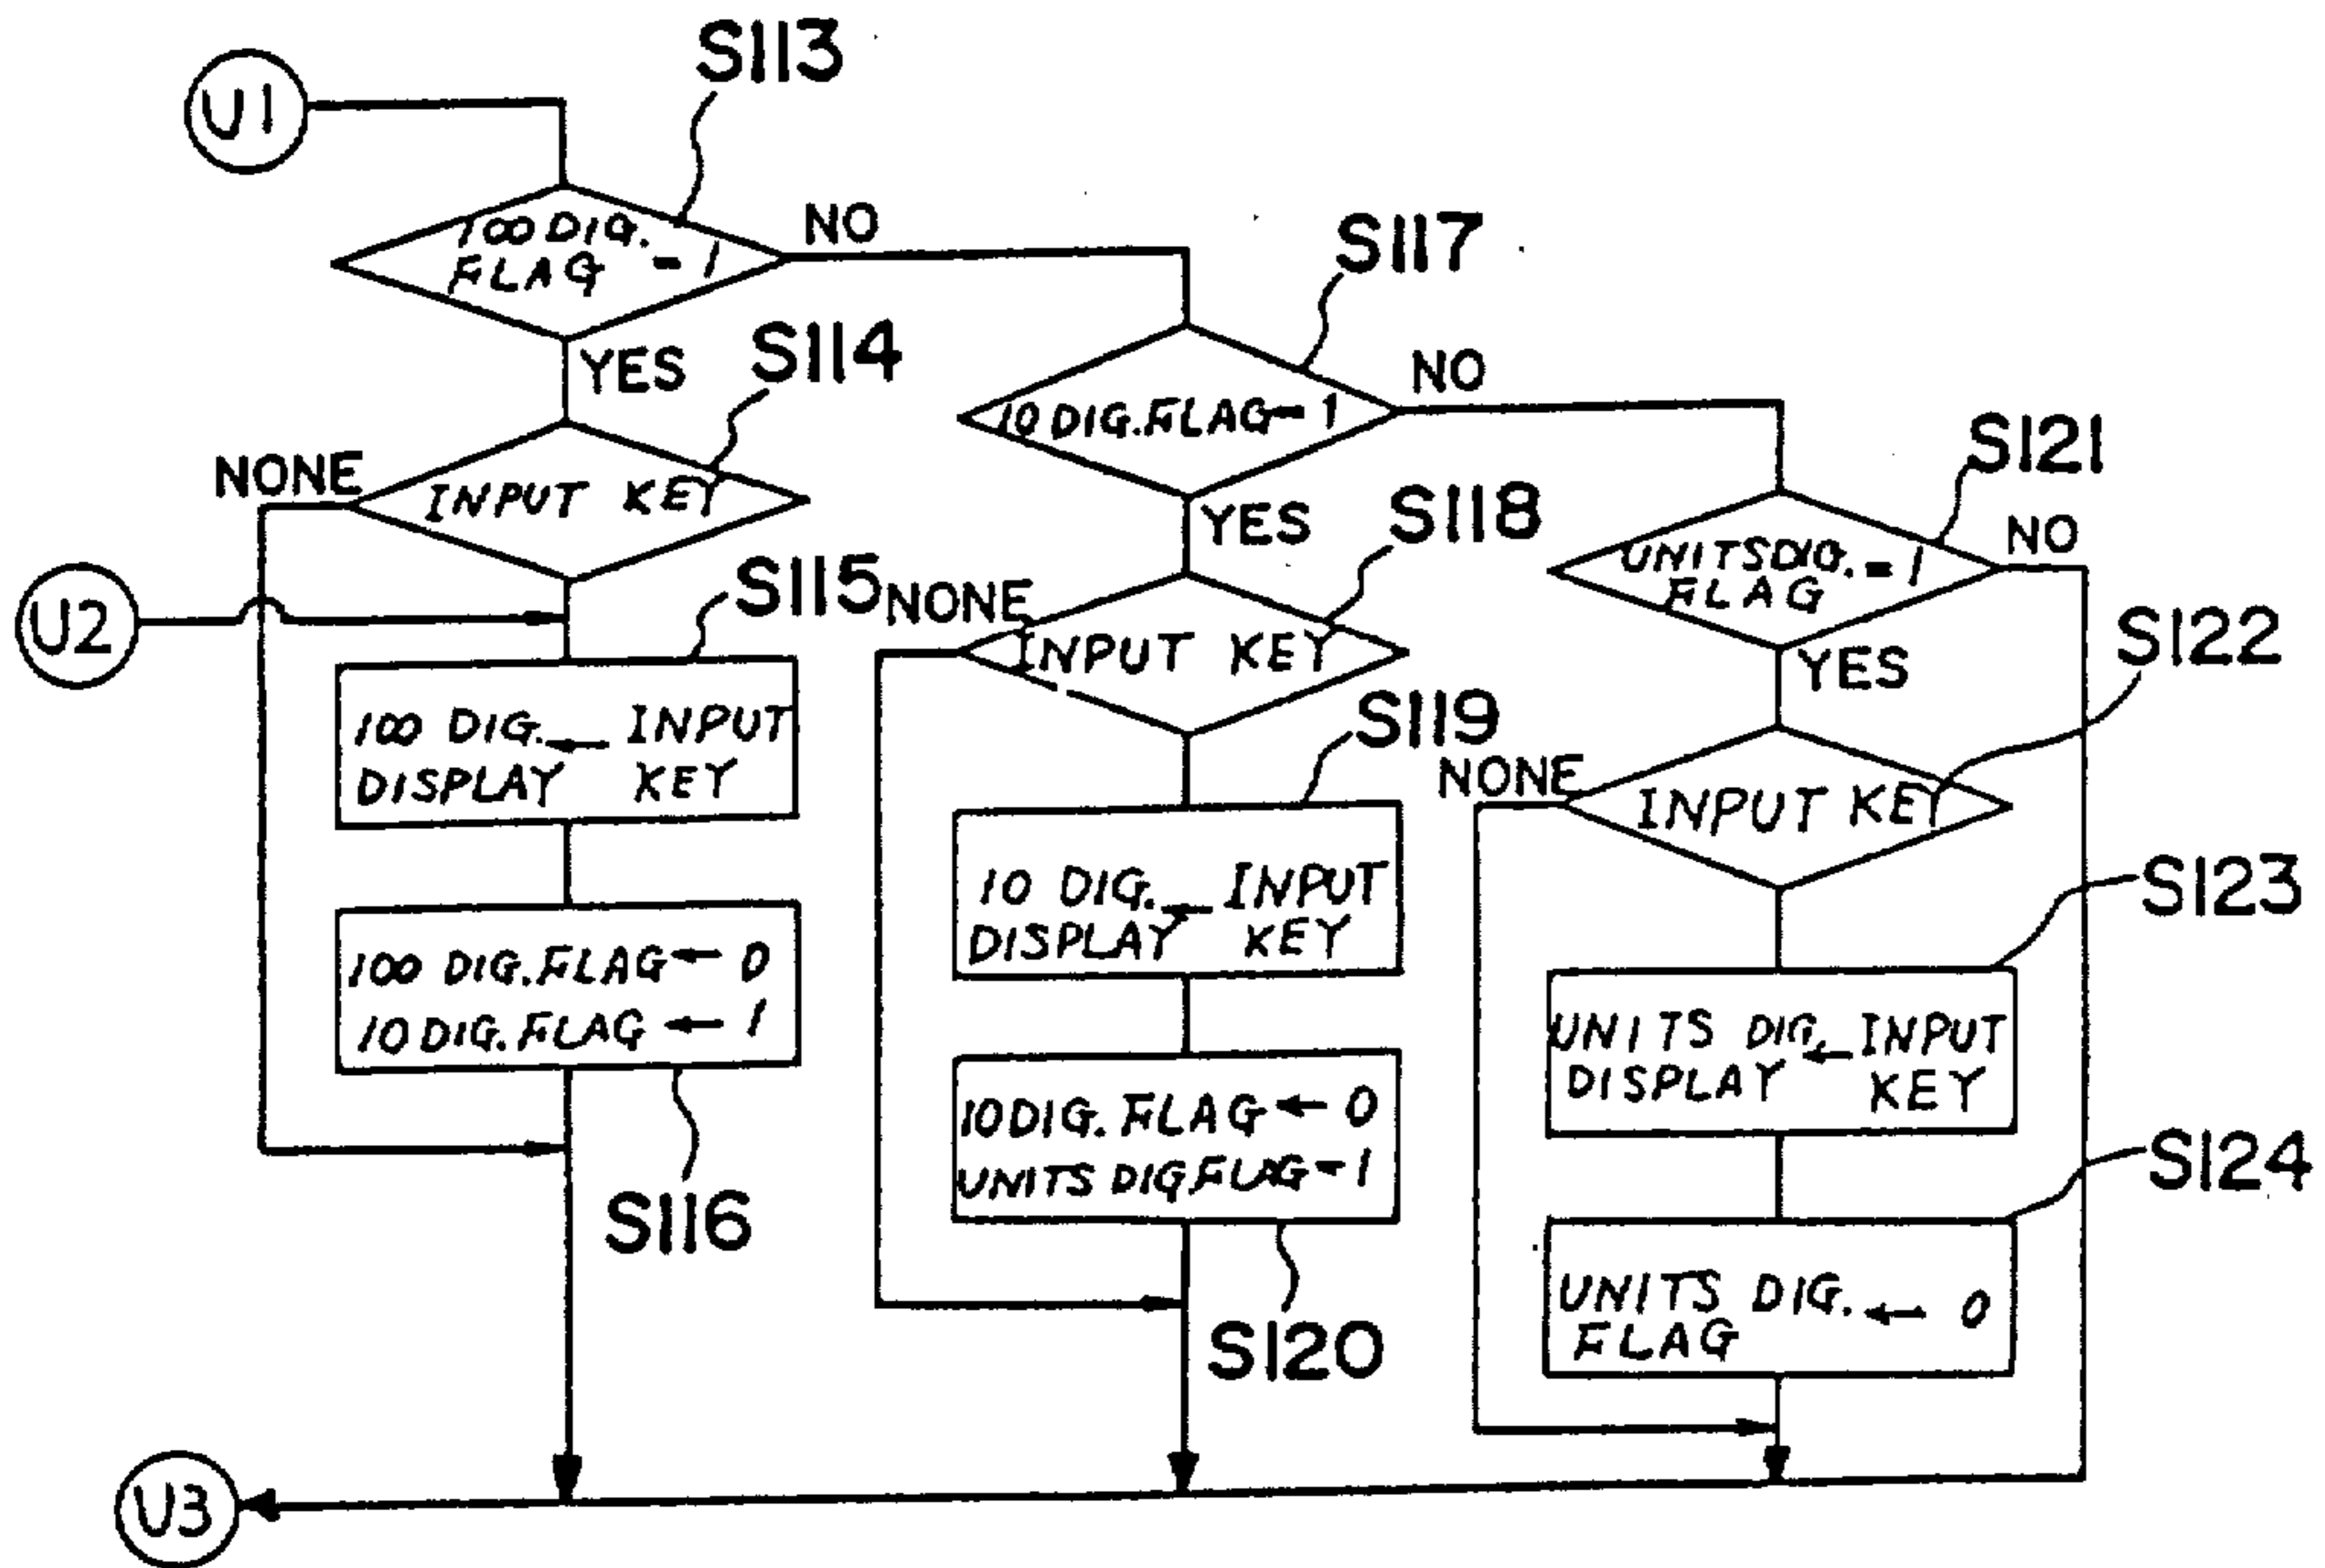 S113
U1
100 DIG.
FLAG = 1
NO
S117
YES
S114
10 DIG. FLAG = 1
NO
S121
NONE
INPUT KEY
YES
S118
UNITS DIG. = 1
FLAG
NO
U2
S115
NONE
INPUT KEY
YES
S122
100 DIG. ← INPUT
DISPLAY KEY
S119
NONE
INPUT KEY
10 DIG. ← INPUT
DISPLAY KEY
S123
100 DIG. FLAG ← 0
10 DIG. FLAG ← 1
UNITS DIG. ← INPUT
DISPLAY KEY
10 DIG. FLAG ← 0
UNITS DIG FLAG ← 1
S124
S116
UNITS DIG. ← 0
FLAG
S120
U3